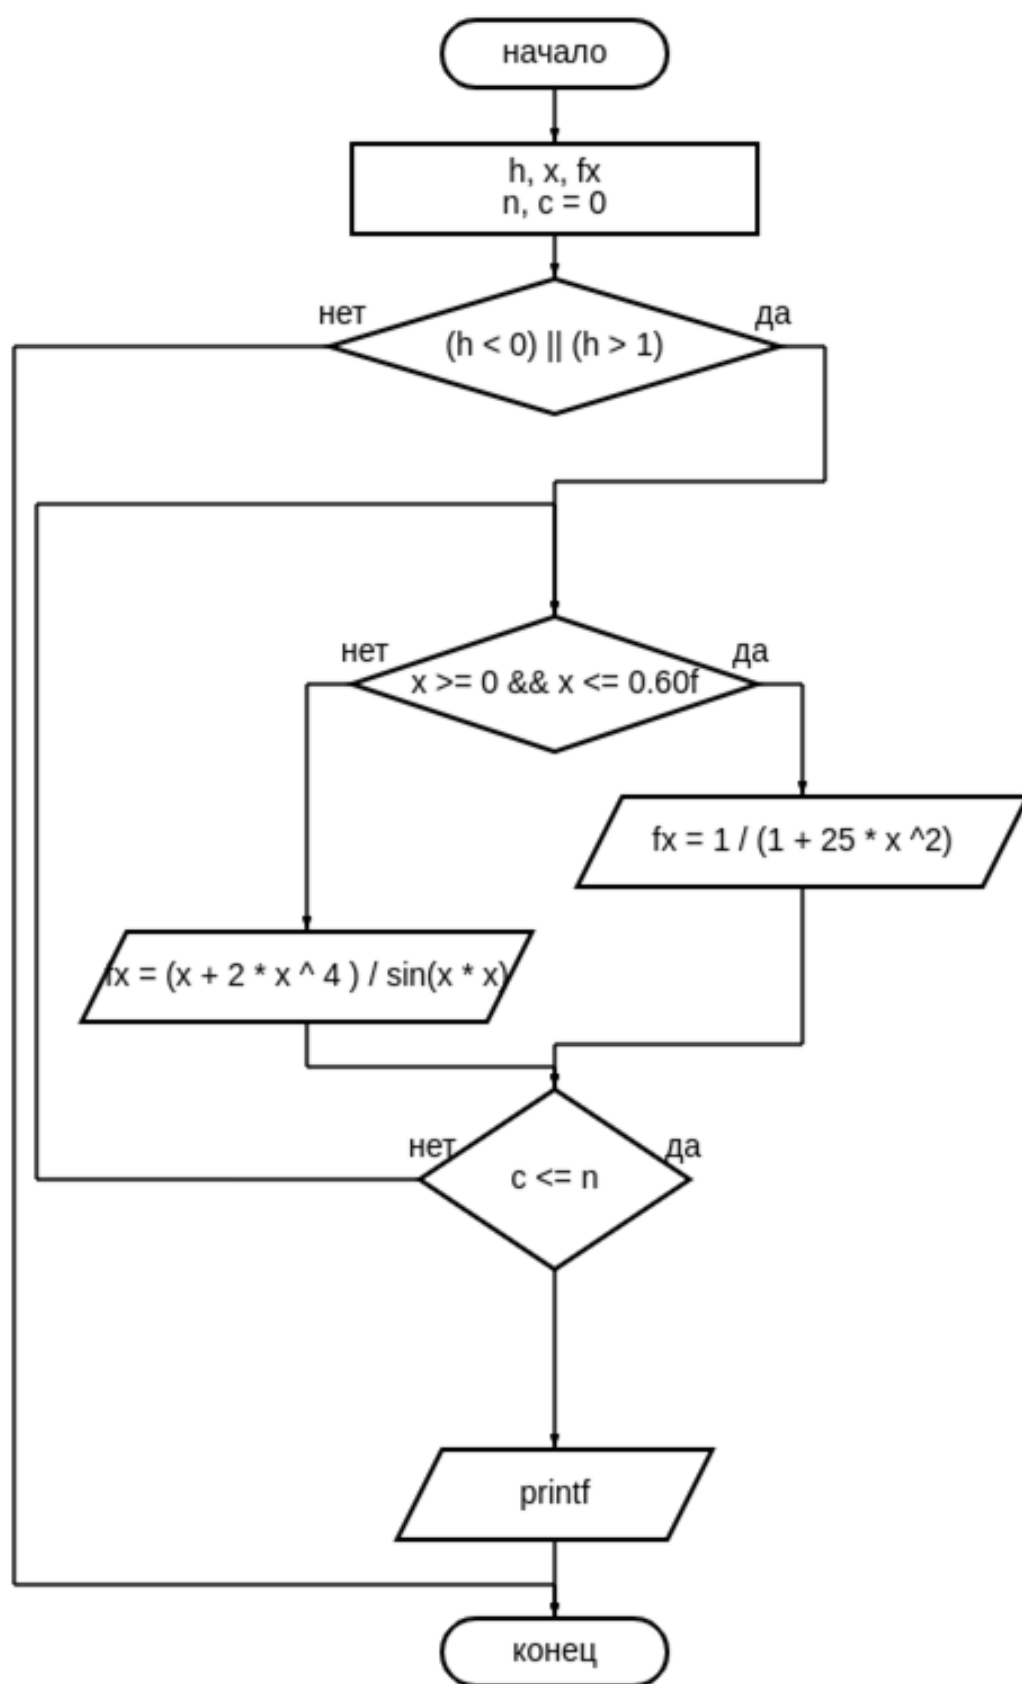 начало
h, x, fx
n, c = 0
нет
да
(h < 0) || (h > 1)
нет
да
x >= 0 && x <= 0.60f
fx = 1 / (1 + 25 * x ^2)
fx = (x + 2 * x ^ 4 ) / sin(x * x)
нет
да
c <= n
printf
конец